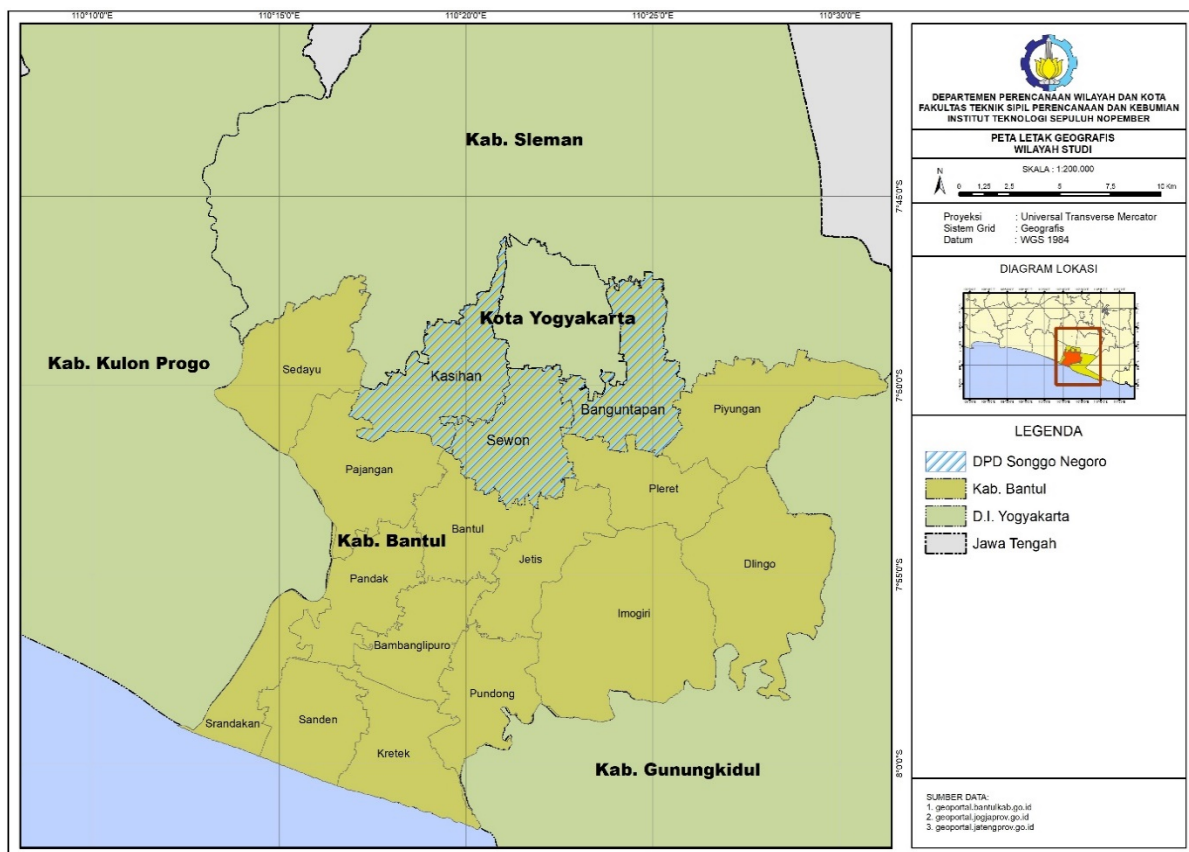 110°10'0"E 110°15'0"E 110°20'0"E 110°25'0"E 110°30'0"E
Kab. Sleman
7°45'0"S
Kota Yogyakarta
Kab. Kulon Progo
Sedayu
Kasihan
7°50'0"S
Banguntapan
Piyungan
Sewon
Pajangan
Pleret
Bantul
Kab. Bantul
Jetis
Dlingo
7°55'0"S
Pandak
Imogiri
Bambanglipuro
Pundong
Srandakan
Sanden
Kretek
8°0'0"S
Kab. Gunungkidul
DEPARTEMEN PERENCANAAN WILAYAH DAN KOTA
FAKULTAS TEKNIK SIPIL PERENCANAAN DAN KEBUMIAN
INSTITUT TEKNOLOGI SEPULUH NOPEMBER
PETA LETAK GEOGRAFIS
WILAYAH STUDI
N
SKALA : 1:200.000
0 1,25 2,5 5 7,5 10 Km
Proyeksi : Universal Transverse Mercator
Sistem Grid : Geografis
Datum : WGS 1984
DIAGRAM LOKASI
LEGENDA
DPD Songgo Negoro
Kab. Bantul
D.I. Yogyakarta
Jawa Tengah
SUMBER DATA:
1. geoportal.bantulkab.go.id
2. geoportal.jogjaprov.go.id
3. geoportal.jatengprov.go.id